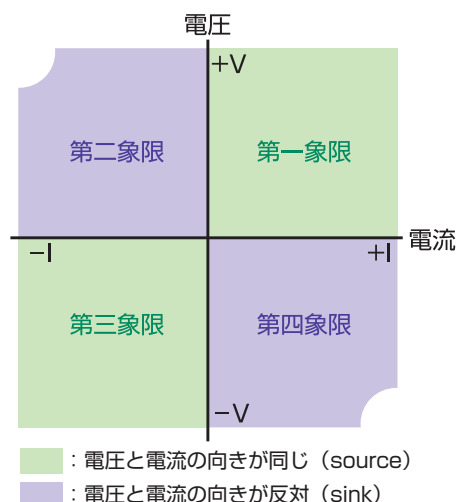 電圧
+V
第二象限 第一象限
−I +I 電流
第三象限 第四象限
−V
：電圧と電流の向きが同じ（source）
：電圧と電流の向きが反対（sink）